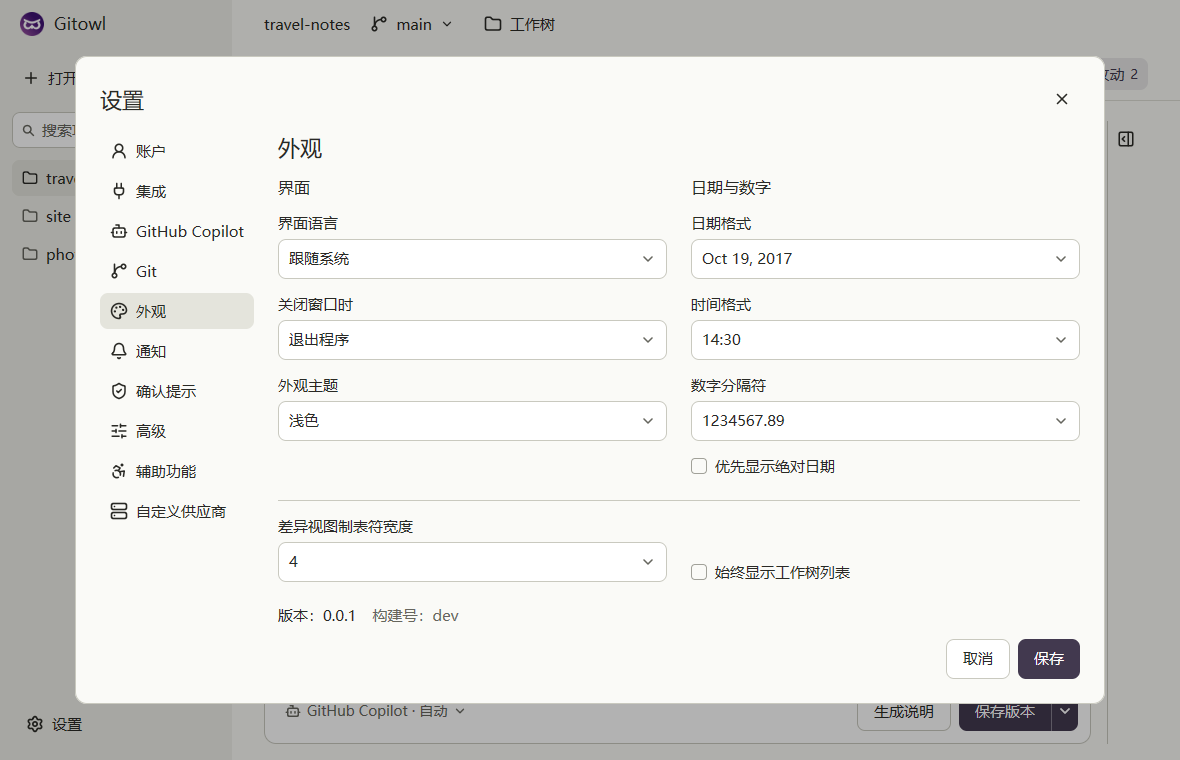 Gitowl
travel-notes
main
工作树
打开
搜索
设置
外观
账户
集成
GitHub Copilot
Git
外观
通知
确认提示
高级
辅助功能
自定义供应商
界面
界面语言
跟随系统
关闭窗口时
退出程序
外观主题
浅色
日期与数字
日期格式
Oct 19, 2017
时间格式
14:30
数字分隔符
1234567.89
优先显示绝对日期
差异视图制表符宽度
4
始终显示工作树列表
版本：0.0.1 构建号：dev
取消
保存
动 2
trav
site
pho
设置
GitHub Copilot · 自动
生成说明
保存版本